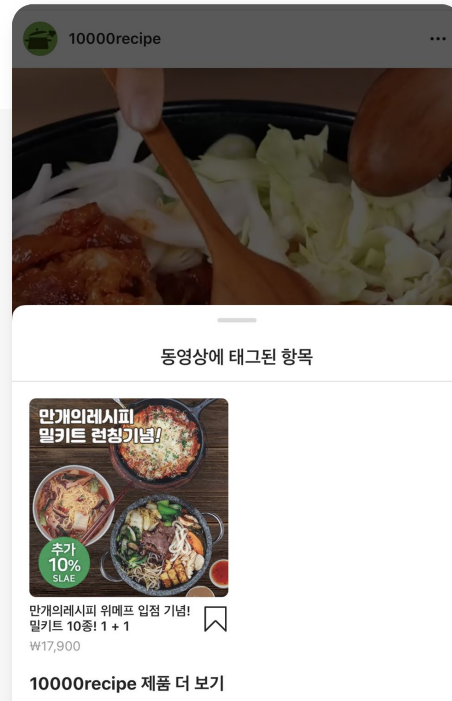 10000recipe
동영상에 태그된 항목
만개의레시피
밀키트 런칭기념!
추가
10%
SLAE
만개의레시피 위메프 입점 기념!
밀키트 10종! 1 + 1
₩17,900
10000recipe 제품 더 보기